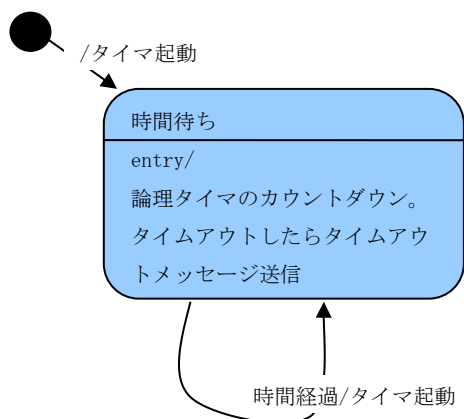 /タイマ起動
時間待ち
entry/
論理タイマのカウントダウン。
タイムアウトしたらタイムアウ
トメッセージ送信
時間経過/タイマ起動